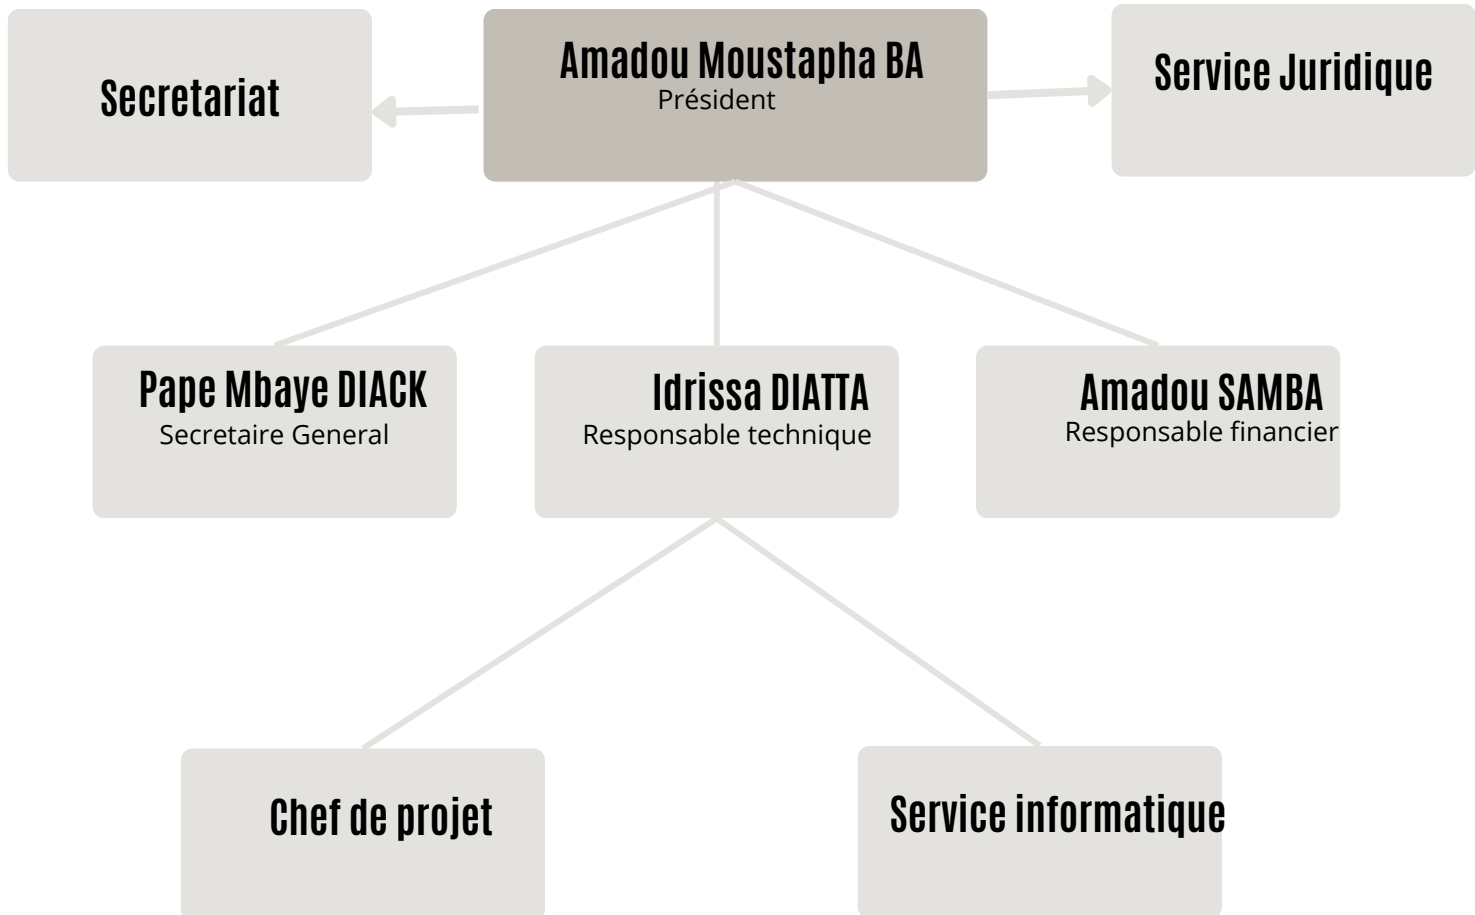 Secretariat
Amadou Moustapha BA
Président
Service Juridique
Pape Mbaye DIACK
Secretaire General
Idrissa DIATTA
Responsable technique
Amadou SAMBA
Responsable financier
Chef de projet
Service informatique